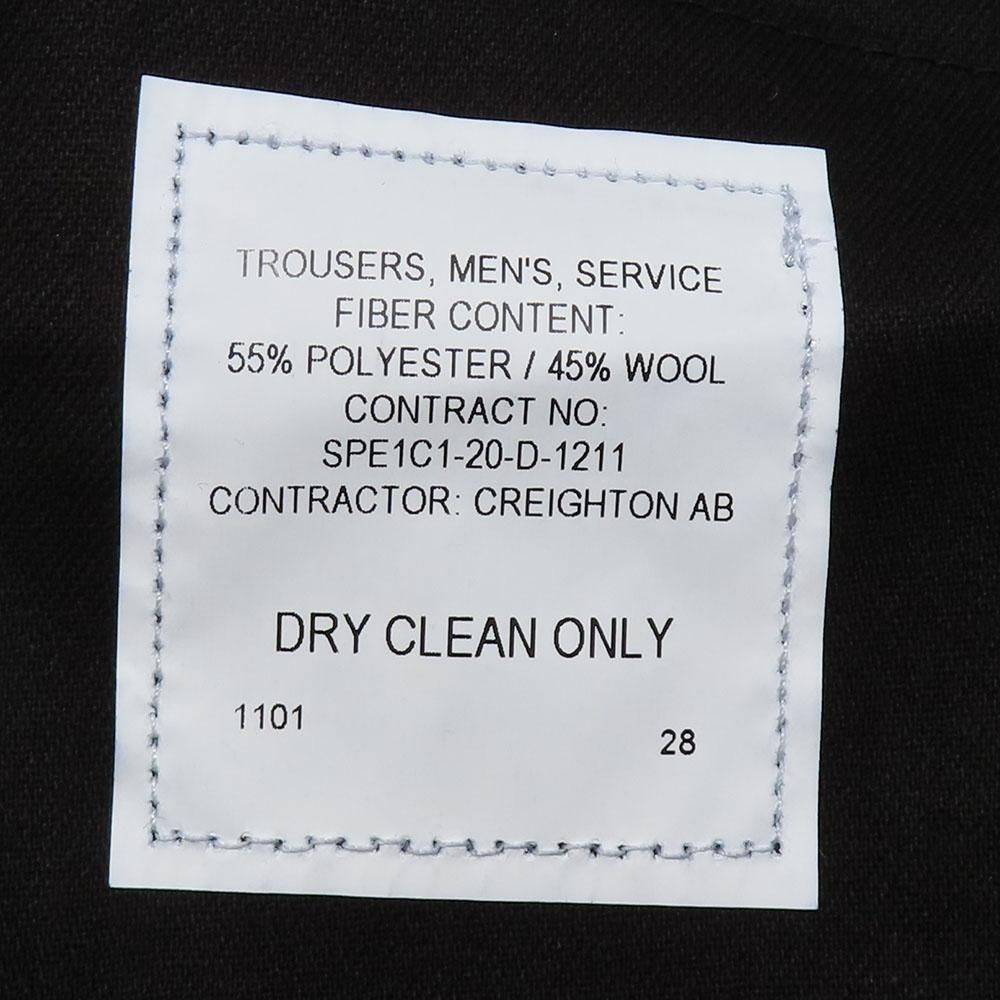 TROUSERS, MEN'S, SERVICE
FIBER CONTENT:
55% POLYESTER / 45% WOOL
CONTRACT NO:
SPE1C1-20-D-1211
CONTRACTOR: CREIGHTON AB
DRY CLEAN ONLY
1101
28